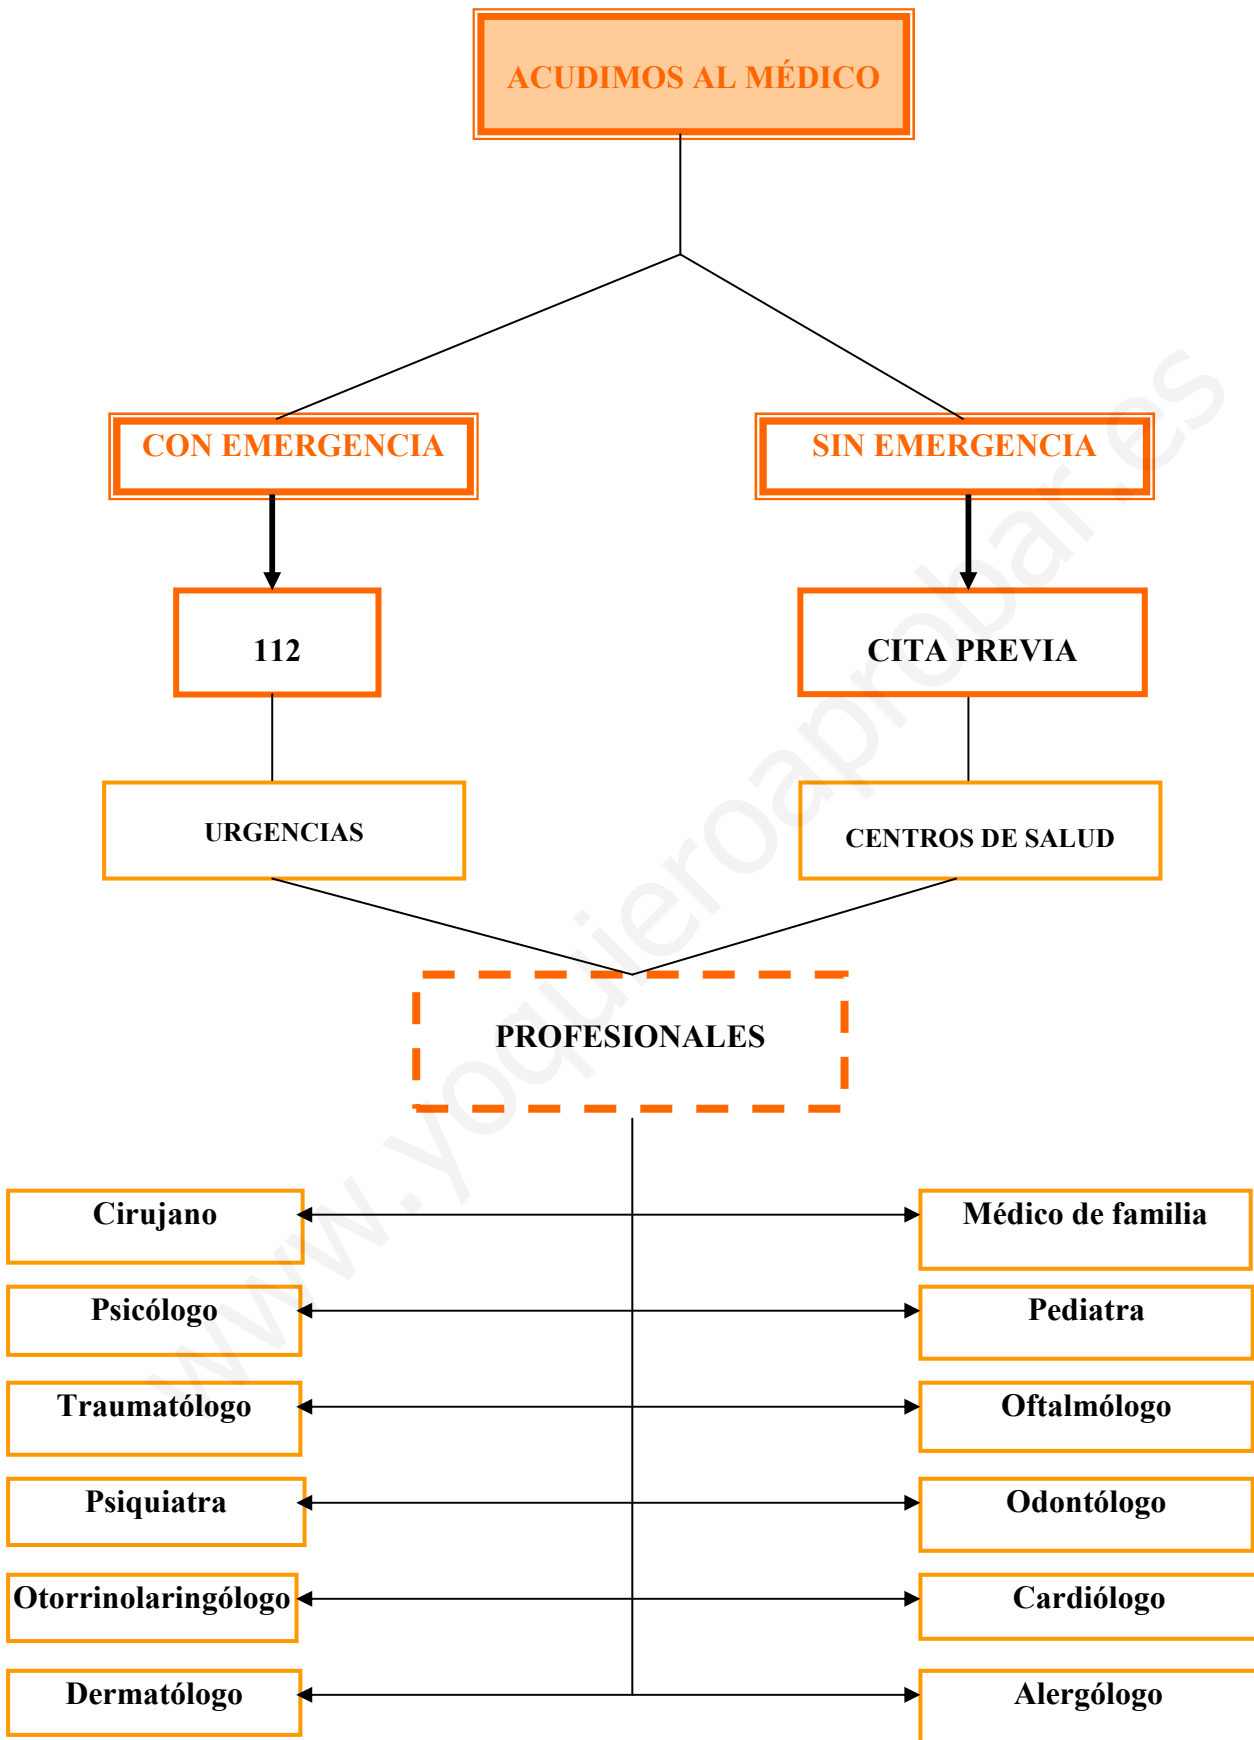 ACUDIMOS AL MÉDICO
CON EMERGENCIA
SIN EMERGENCIA
112
CITA PREVIA
URGENCIAS
CENTROS DE SALUD
PROFESIONALES
Cirujano
Médico de familia
Psicólogo
Pediatra
Traumatólogo
Oftalmólogo
Psiquiatra
Odontólogo
Otorrinolaringólogo
Cardiólogo
Dermatólogo
Alergólogo
www.yoquieroaprobar.es